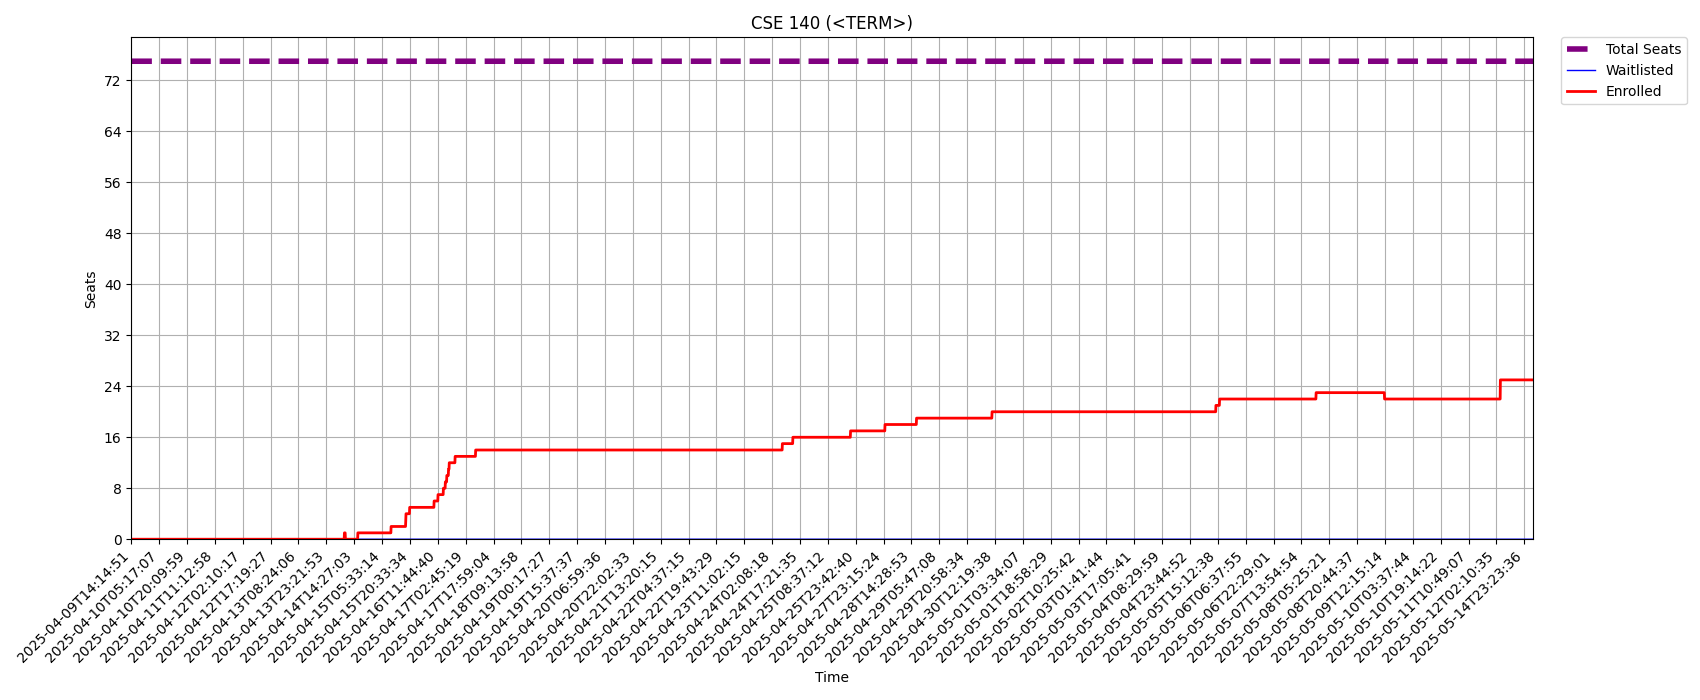 CSE 140 (<TERM>)
Total Seats
Waitlisted
Enrolled
72
64
56
48
40
32
24
16
8
0
Seats
2025-04-09T14:14:51
2025-04-10T05:17:07
2025-04-10T20:09:59
2025-04-11T11:12:58
2025-04-12T02:10:17
2025-04-12T17:19:27
2025-04-13T08:24:06
2025-04-13T23:21:53
2025-04-14T14:27:03
2025-04-15T05:33:14
2025-04-15T20:33:34
2025-04-16T11:44:40
2025-04-17T02:45:19
2025-04-17T17:59:04
2025-04-18T09:13:58
2025-04-19T00:17:27
2025-04-19T15:37:37
2025-04-20T06:59:36
2025-04-20T22:02:33
2025-04-21T13:20:15
2025-04-22T04:37:15
2025-04-22T19:43:29
2025-04-23T11:02:15
2025-04-24T02:08:18
2025-04-24T17:21:35
2025-04-25T08:37:12
2025-04-25T23:42:40
2025-04-27T23:15:24
2025-04-28T14:28:53
2025-04-29T05:47:08
2025-04-29T20:58:34
2025-04-30T12:19:38
2025-05-01T03:34:07
2025-05-01T18:58:29
2025-05-02T10:25:42
2025-05-03T01:41:44
2025-05-03T17:05:41
2025-05-04T08:29:59
2025-05-04T23:44:52
2025-05-05T15:12:38
2025-05-06T06:37:55
2025-05-06T22:29:01
2025-05-07T13:54:54
2025-05-08T05:25:21
2025-05-08T20:44:37
2025-05-09T12:15:14
2025-05-10T03:37:44
2025-05-10T19:14:22
2025-05-11T10:49:07
2025-05-12T02:10:35
2025-05-14T23:23:36
Time